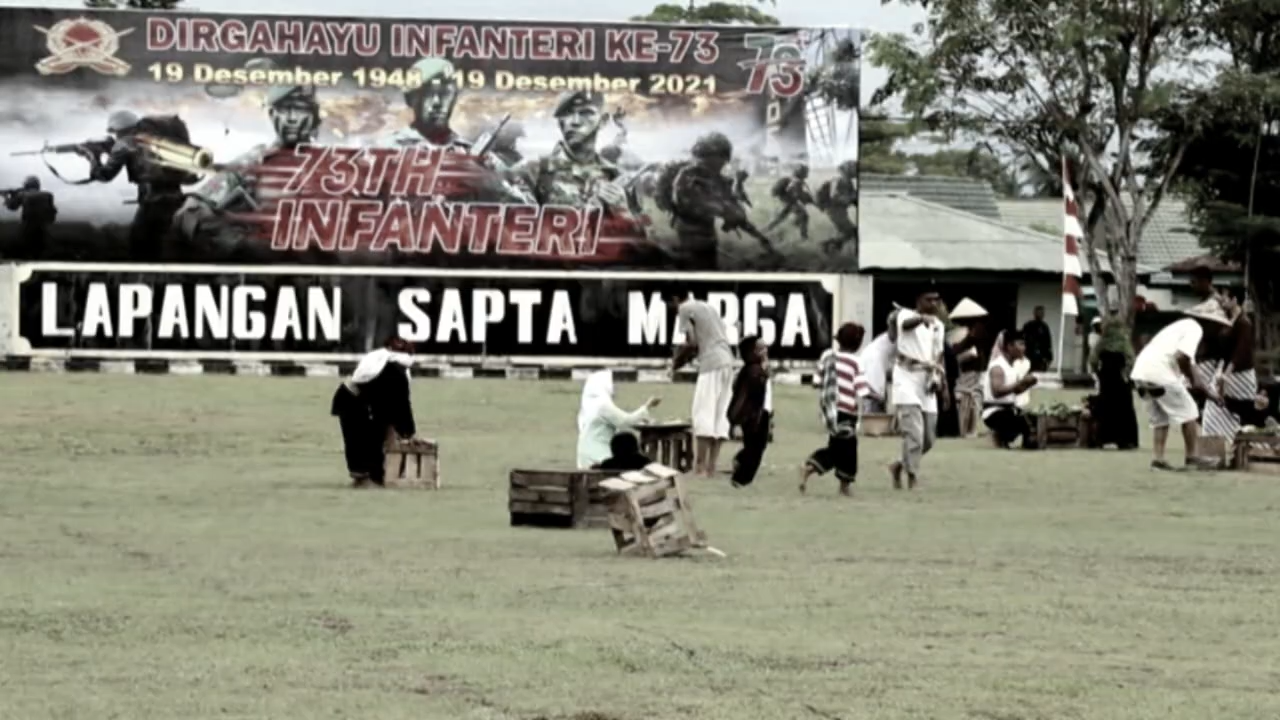 DIRGAHAYU INFANTERI KE-73
19 Desember 1948 - 19 Desember 2021
73
73TH
INFANTERI
LAPANGAN SAPTA MARGA